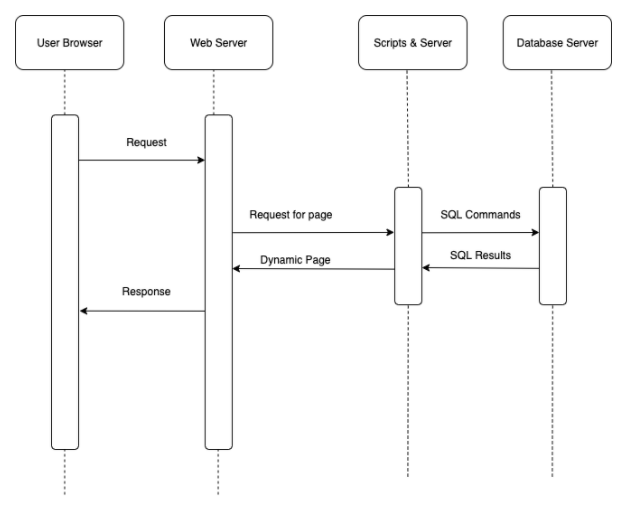 User Browser
Web Server
Scripts & Server
Database Server
Request
Request for page
SQL Commands
Dynamic Page
SQL Results
Response